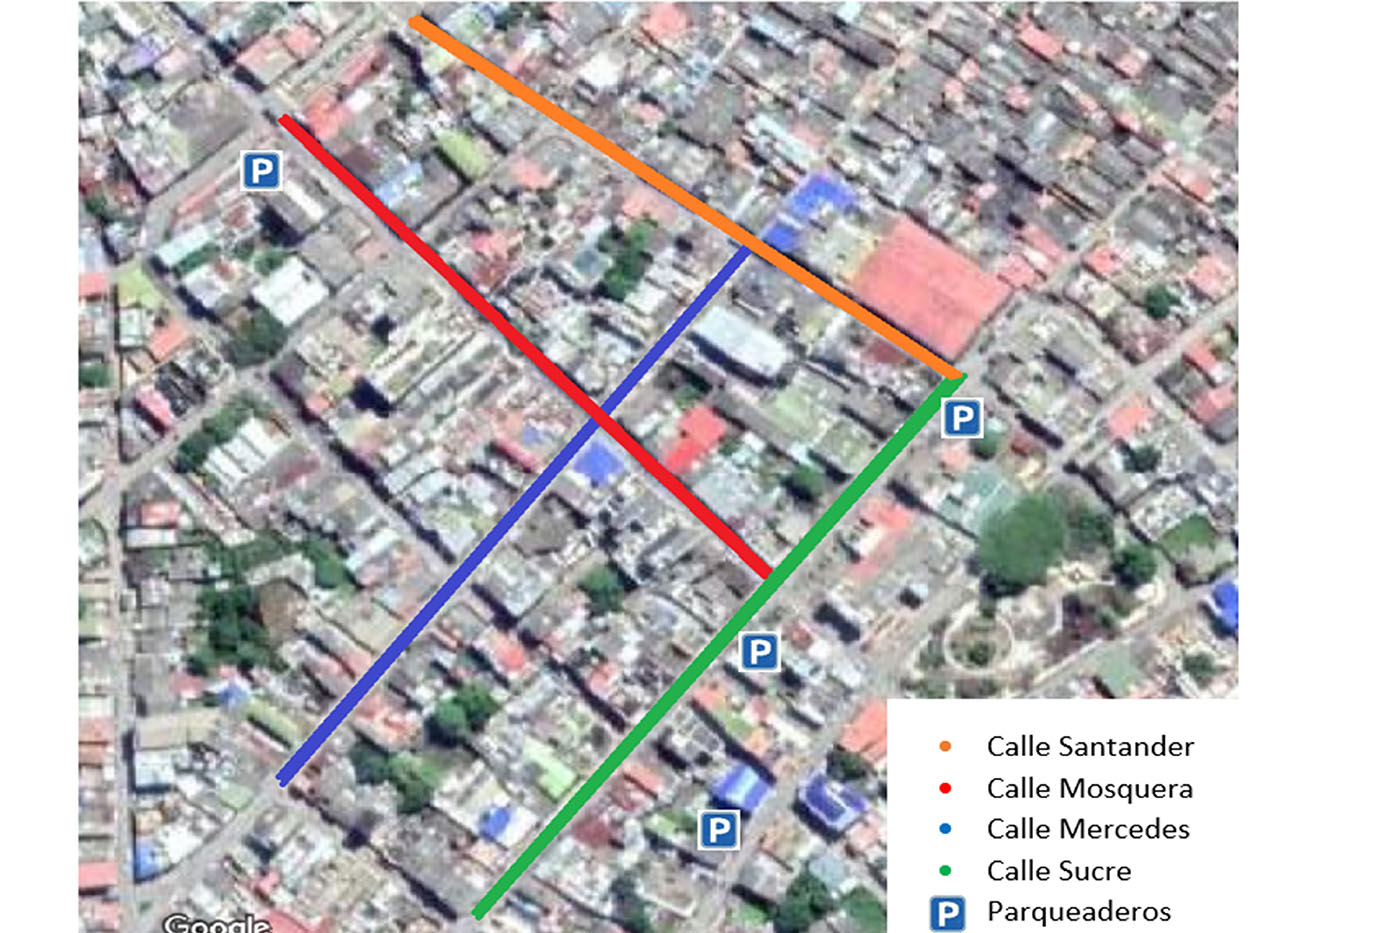 P
P
P
P
Calle Santander
Calle Mosquera
Calle Mercedes
Calle Sucre
P Parqueaderos
Google